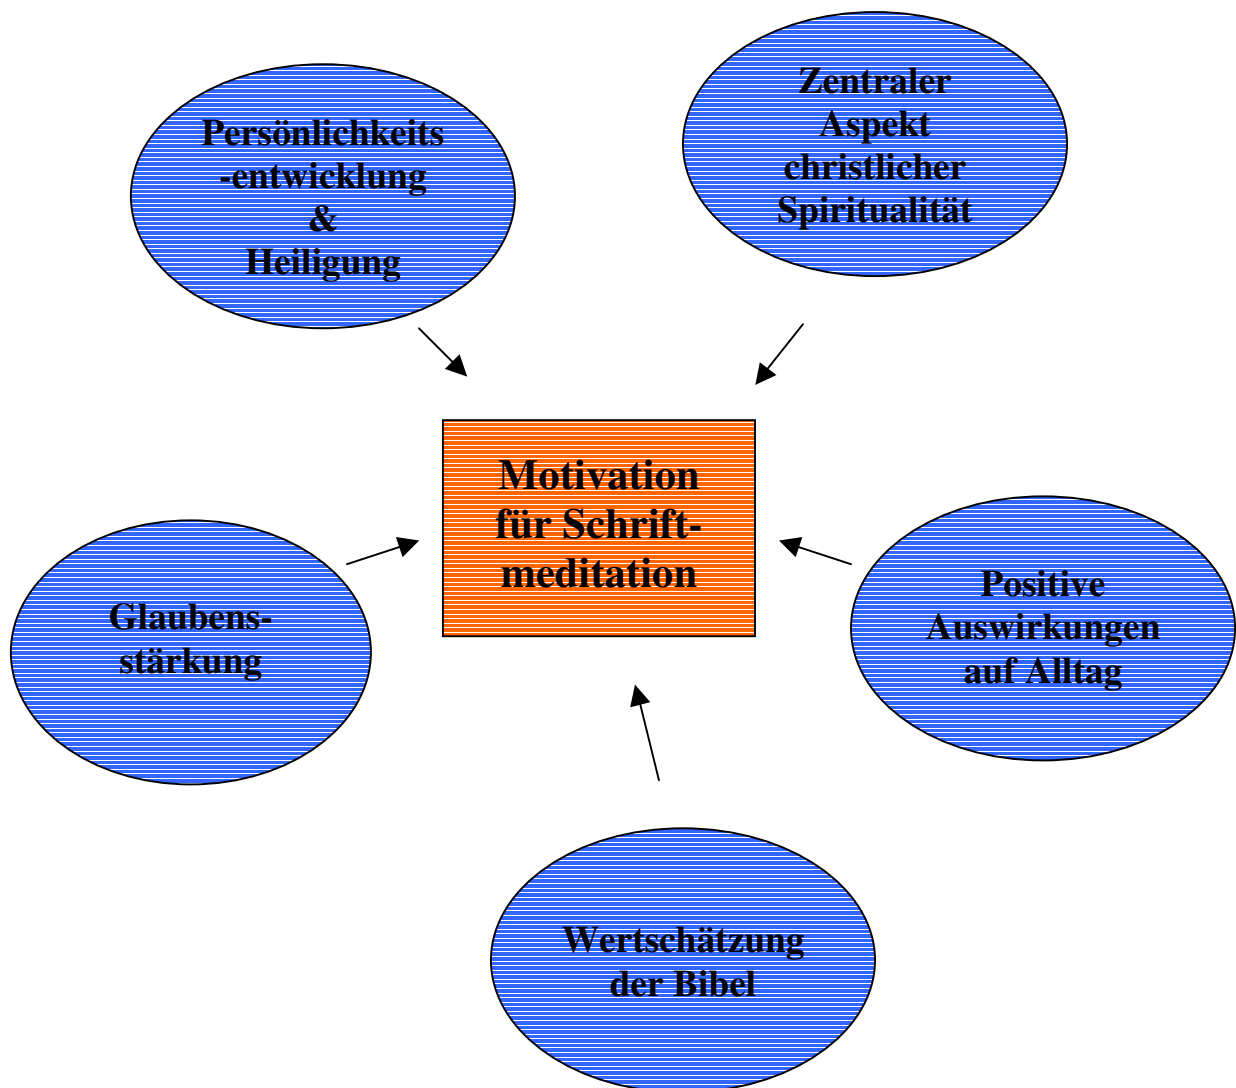 Zentraler
Aspekt
christlicher
Spiritualität
Persönlichkeits
-entwicklung
&
Heiligung
Motivation
für Schrift-
meditation
Glaubens-
stärkung
Positive
Auswirkungen
auf Alltag
Wertschätzung
der Bibel